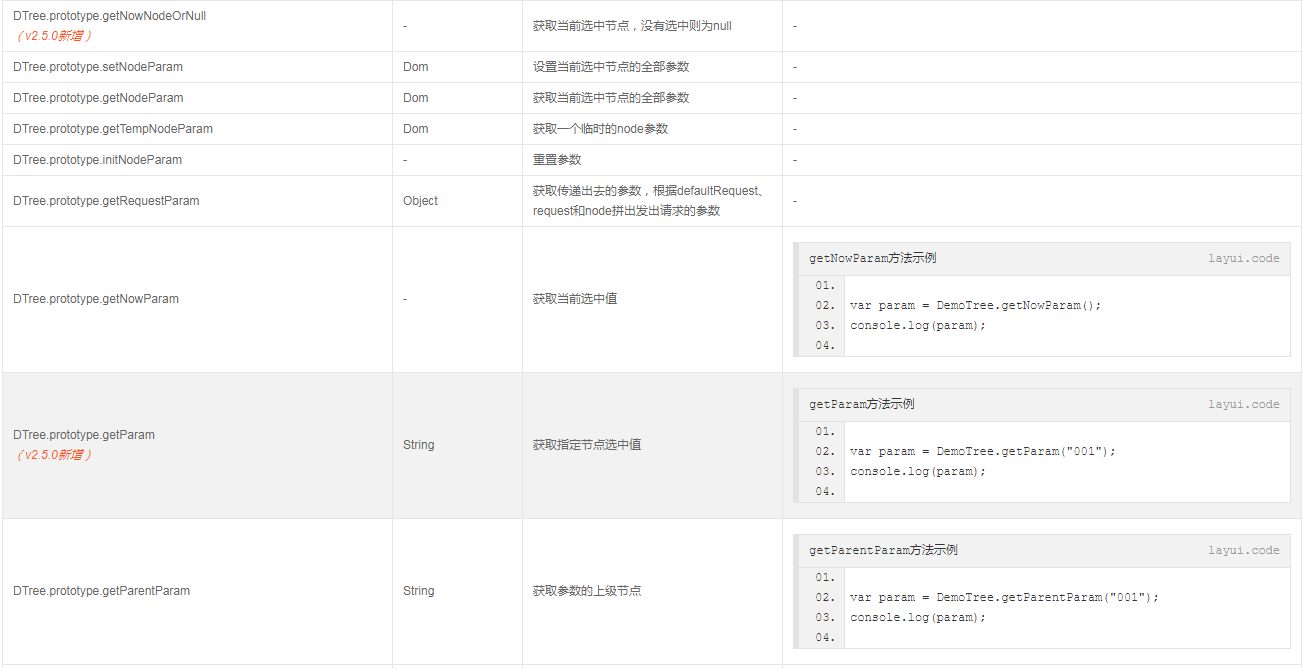 DTree.prototype.getNowNodeOrNull
（v2.5.0新增）
-
获取当前选中节点，没有选中则为null
-
DTree.prototype.setNodeParam
Dom
设置当前选中节点的全部参数
-
DTree.prototype.getNodeParam
Dom
获取当前选中节点的全部参数
-
DTree.prototype.getTempNodeParam
Dom
获取一个临时的node参数
-
DTree.prototype.initNodeParam
-
重置参数
-
DTree.prototype.getRequestParam
Object
获取传递出去的参数，根据defaultRequest、
request和node拼出发出请求的参数
-
DTree.prototype.getNowParam
-
获取当前选中值
getNowParam方法示例 layui.code
01.
02. var param = DemoTree.getNowParam();
03. console.log(param);
04.
DTree.prototype.getParam
（v2.5.0新增）
String
获取指定节点选中值
getParam方法示例 layui.code
01.
02. var param = DemoTree.getParam("001");
03. console.log(param);
04.
DTree.prototype.getParentParam
String
获取参数的上级节点
getParentParam方法示例 layui.code
01.
02. var param = DemoTree.getParentParam("001");
03. console.log(param);
04.